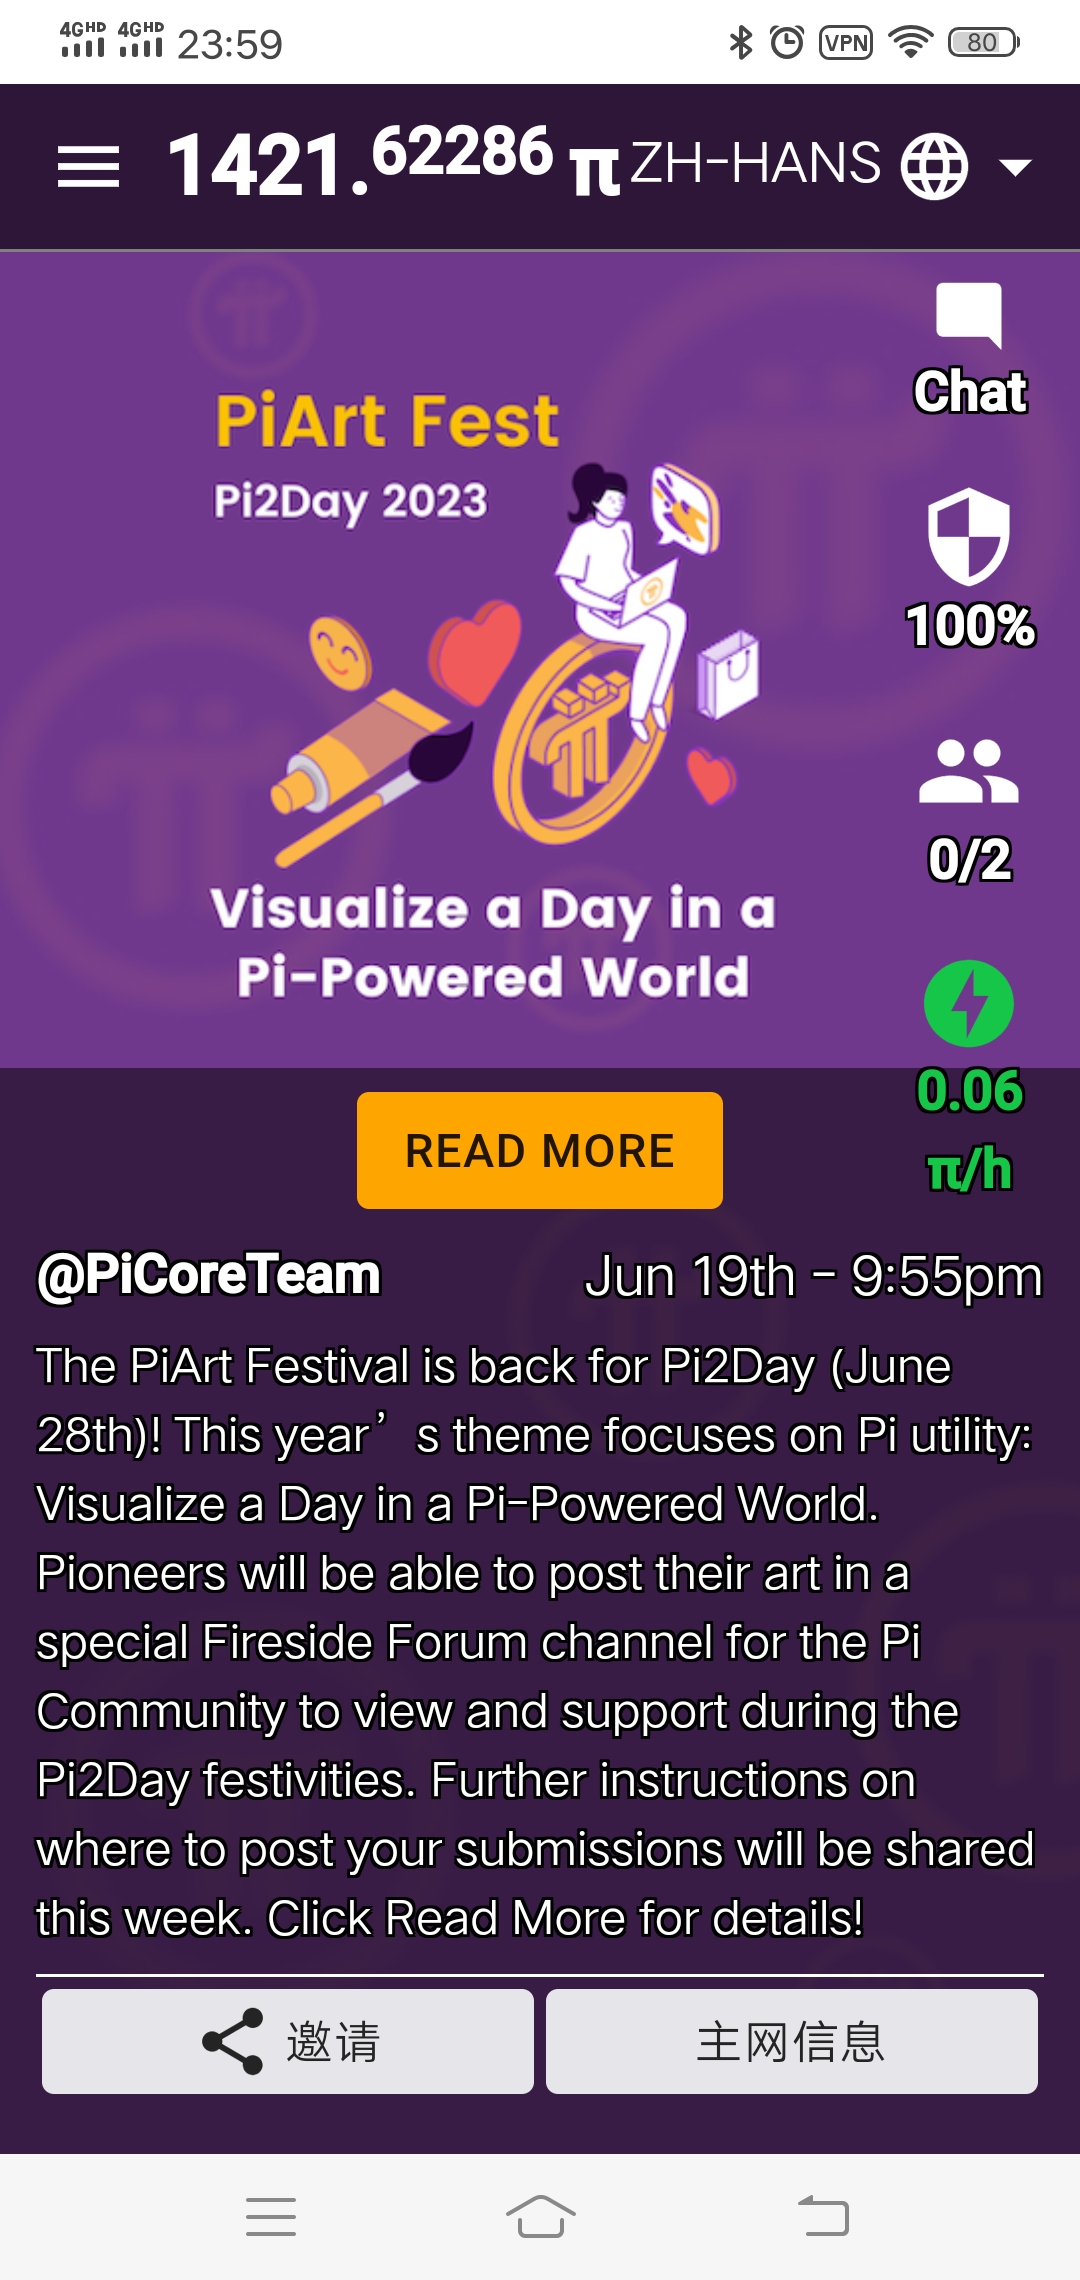 4GHD 4GHD 23:59 VPN 80
1421.62286 π ZH-HANS
Chat
PiArt Fest
Pi2Day 2023
100%
0/2
Visualize a Day in a
Pi-Powered World
0.06
π/h
READ MORE
@PiCoreTeam Jun 19th - 9:55pm
The PiArt Festival is back for Pi2Day (June
28th)! This year’s theme focuses on Pi utility:
Visualize a Day in a Pi-Powered World.
Pioneers will be able to post their art in a
special Fireside Forum channel for the Pi
Community to view and support during the
Pi2Day festivities. Further instructions on
where to post your submissions will be shared
this week. Click Read More for details!
邀请 主网信息